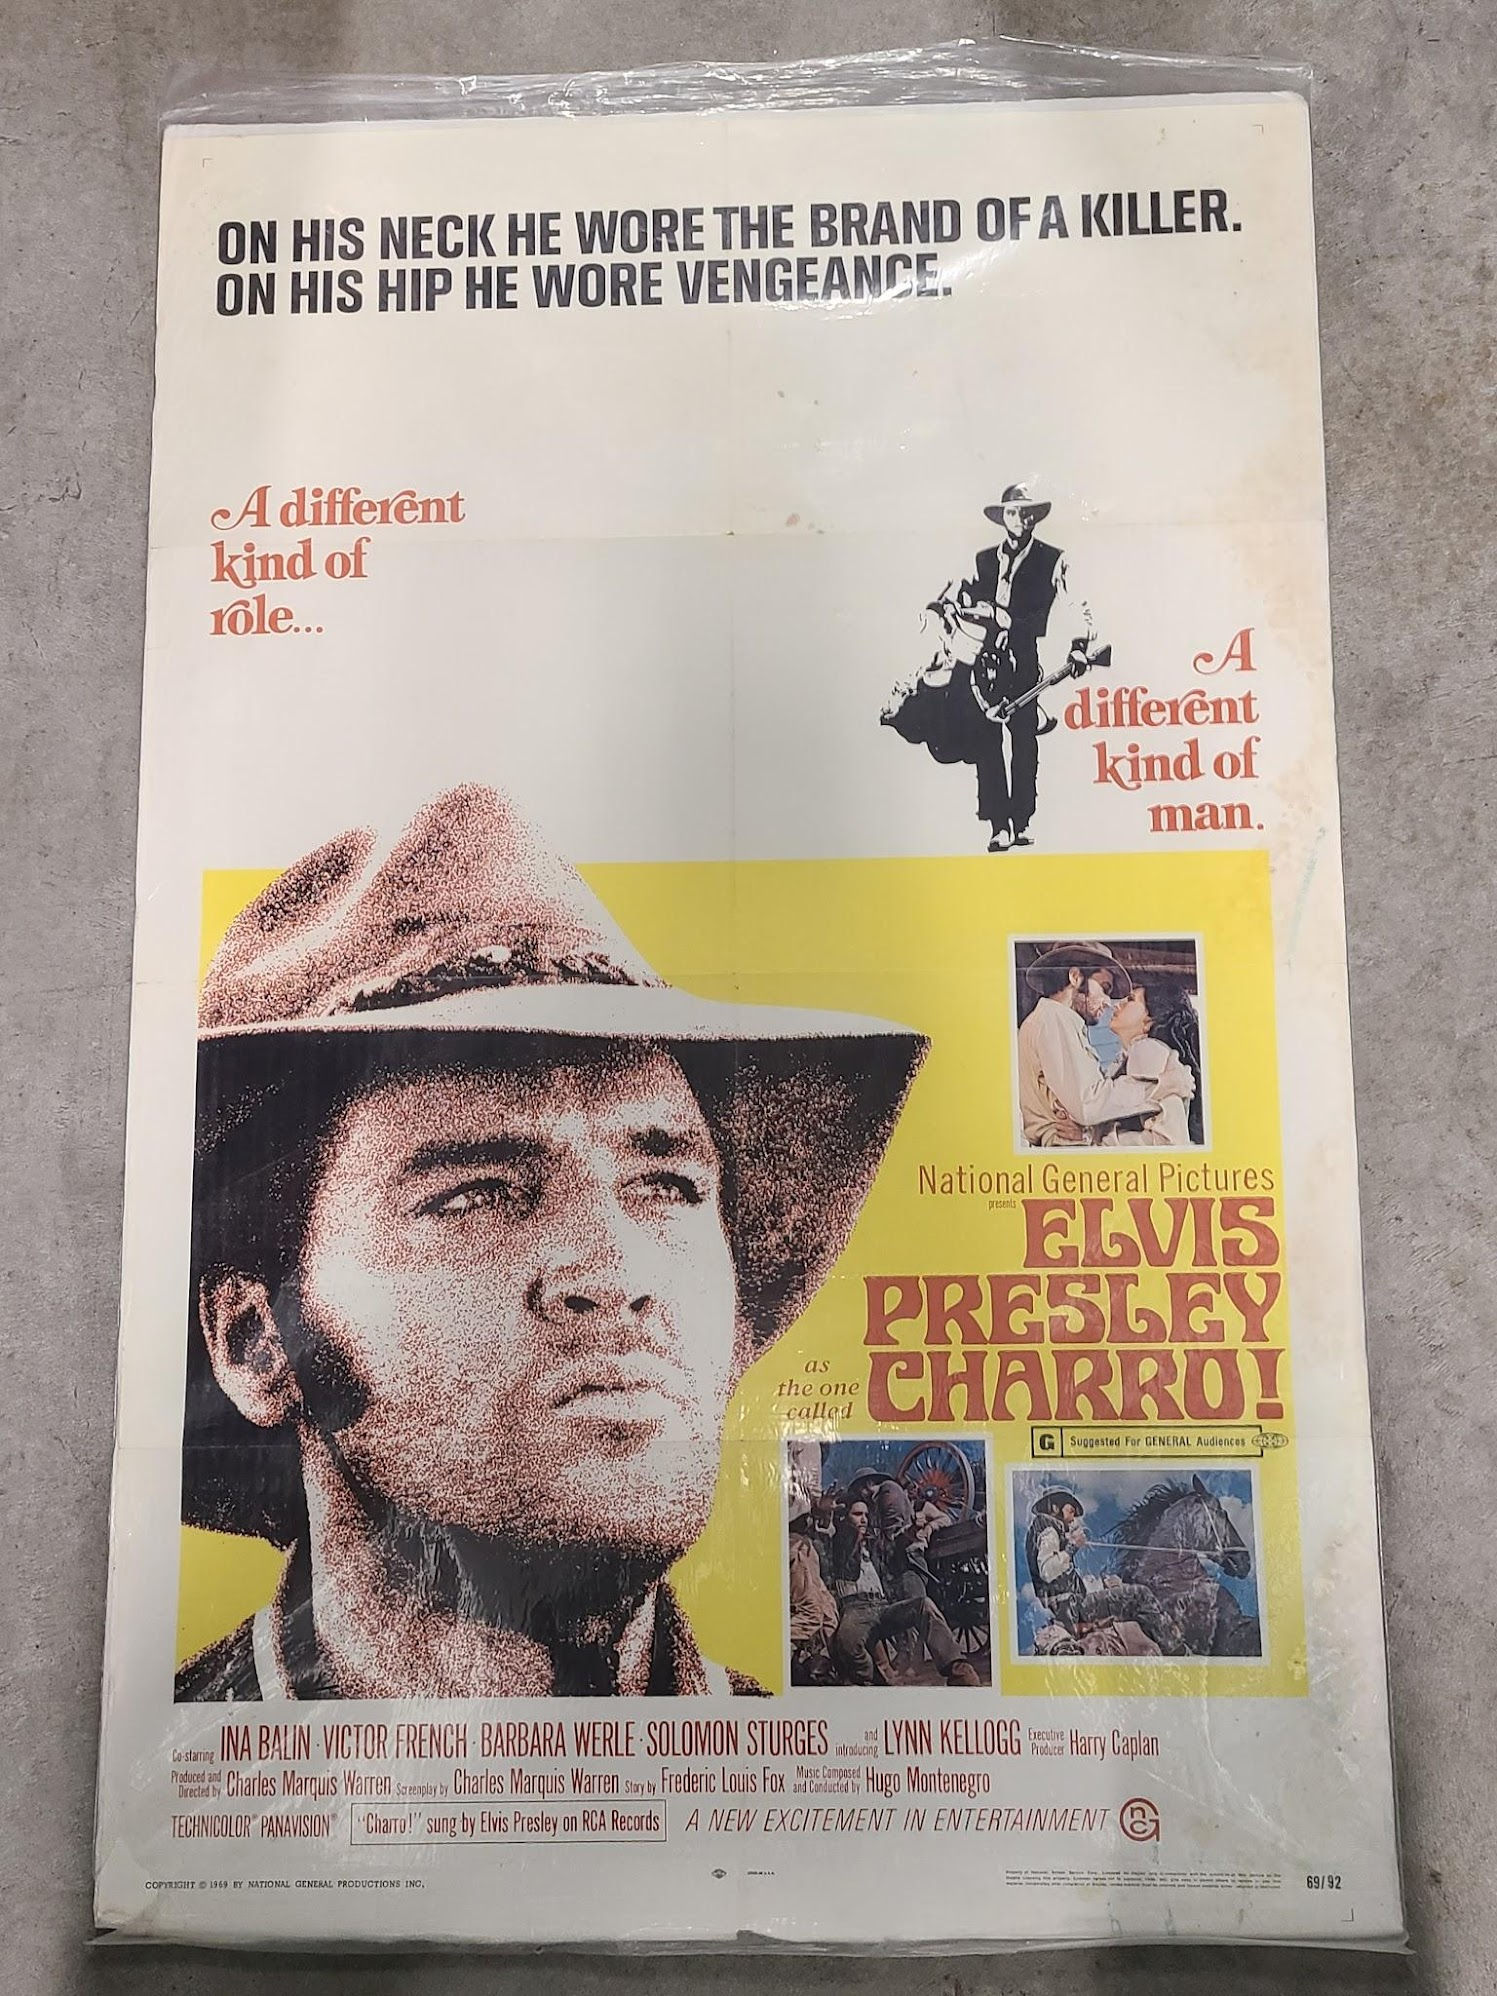 ON HIS NECK HE WORE THE BRAND OF A KILLER.
ON HIS HIP HE WORE VENGEANCE.
A different
kind of
role...
A
different
kind of
man.
National General Pictures
presents
ELVIS
PRESLEY
as
the one
called
CHARRO!
G Suggested For GENERAL Audiences
Co-starring INA BALIN · VICTOR FRENCH · BARBARA WERLE · SOLOMON STURGES and introducing LYNN KELLOGG Executive Producer Harry Caplan
Produced and Directed by Charles Marquis Warren Screenplay by Charles Marquis Warren Story by Frederic Louis Fox Music Composed and Conducted by Hugo Montenegro
TECHNICOLOR® PANAVISION® "Charro!" sung by Elvis Presley on RCA Records A NEW EXCITEMENT IN ENTERTAINMENT ngc
COPYRIGHT © 1969 BY NATIONAL GENERAL PRODUCTIONS INC,
69/92